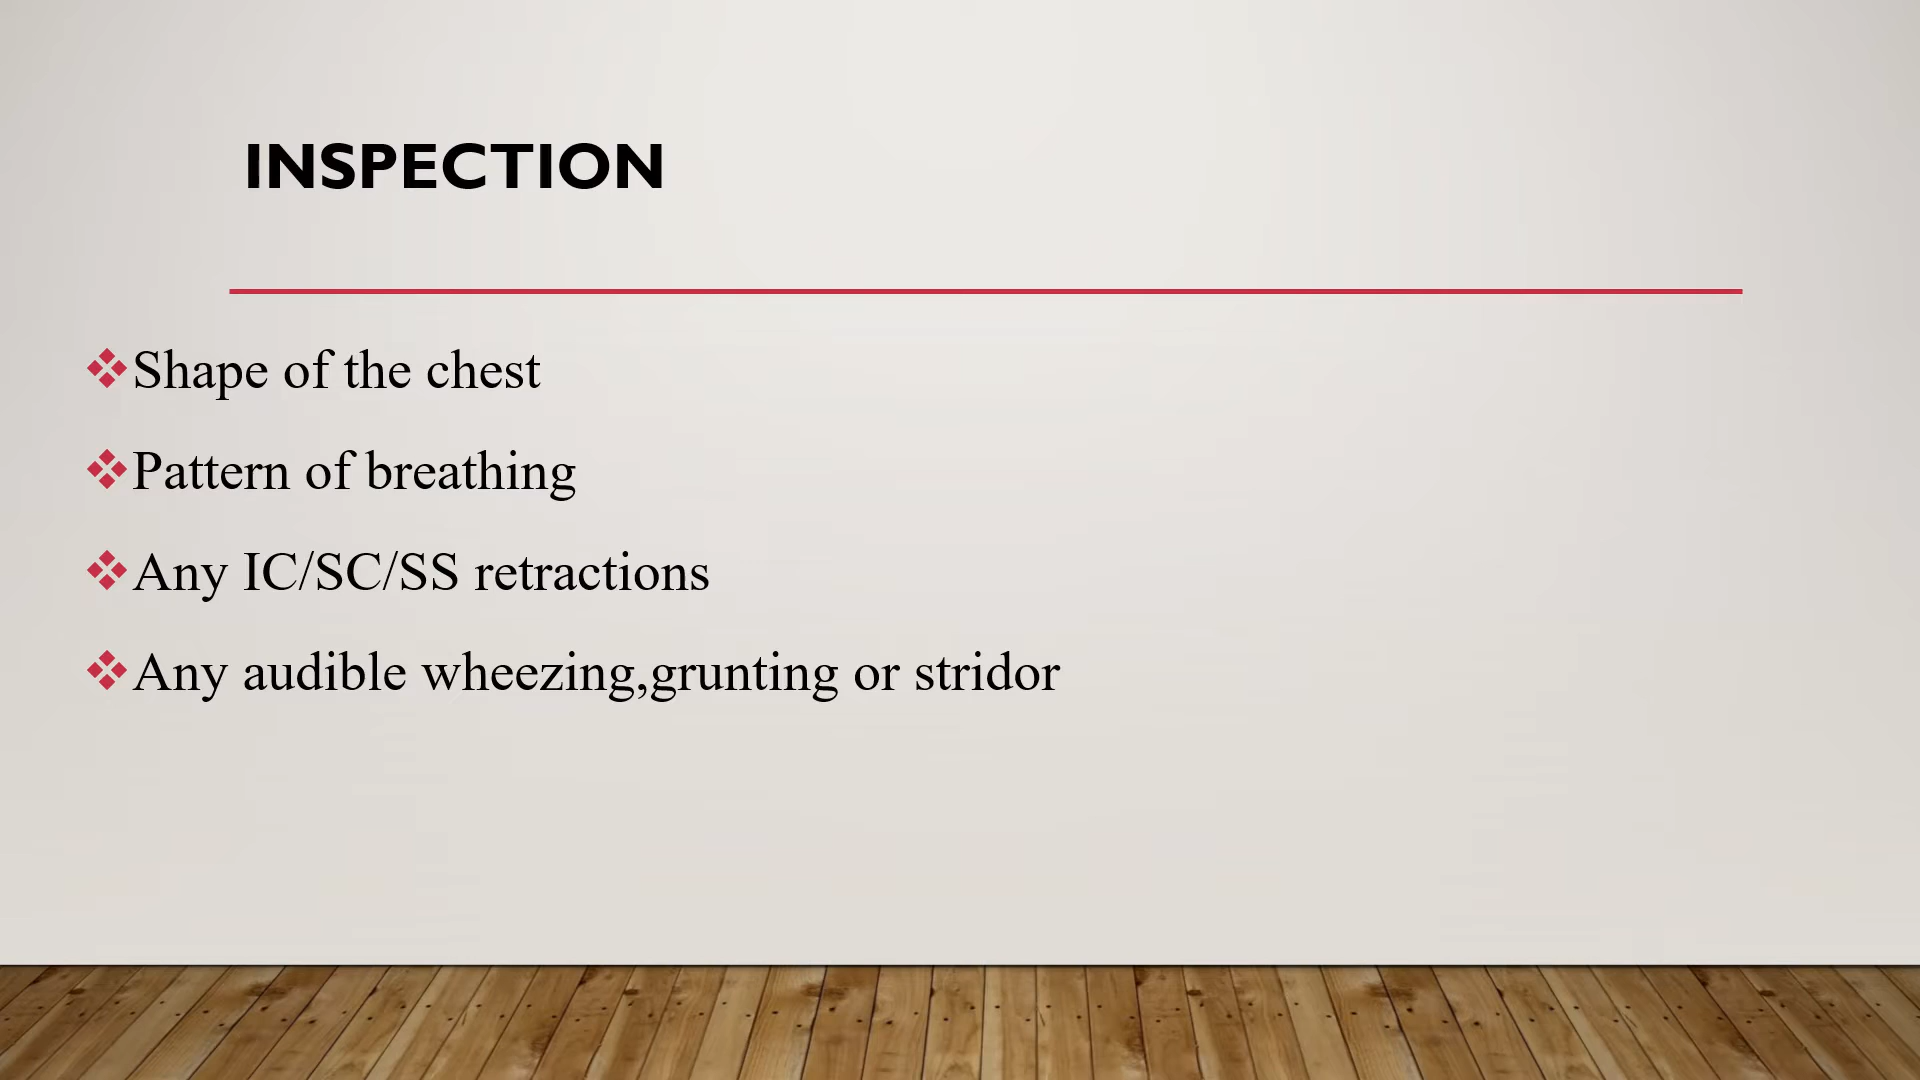 INSPECTION
❖Shape of the chest
❖Pattern of breathing
❖Any IC/SC/SS retractions
❖Any audible wheezing,grunting or stridor